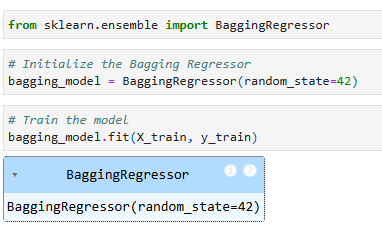 from sklearn.ensemble import BaggingRegressor
# Initialize the Bagging Regressor
bagging_model = BaggingRegressor(random_state=42)
# Train the model
bagging_model.fit(X_train, y_train)
▾ BaggingRegressor i ?
BaggingRegressor(random_state=42)